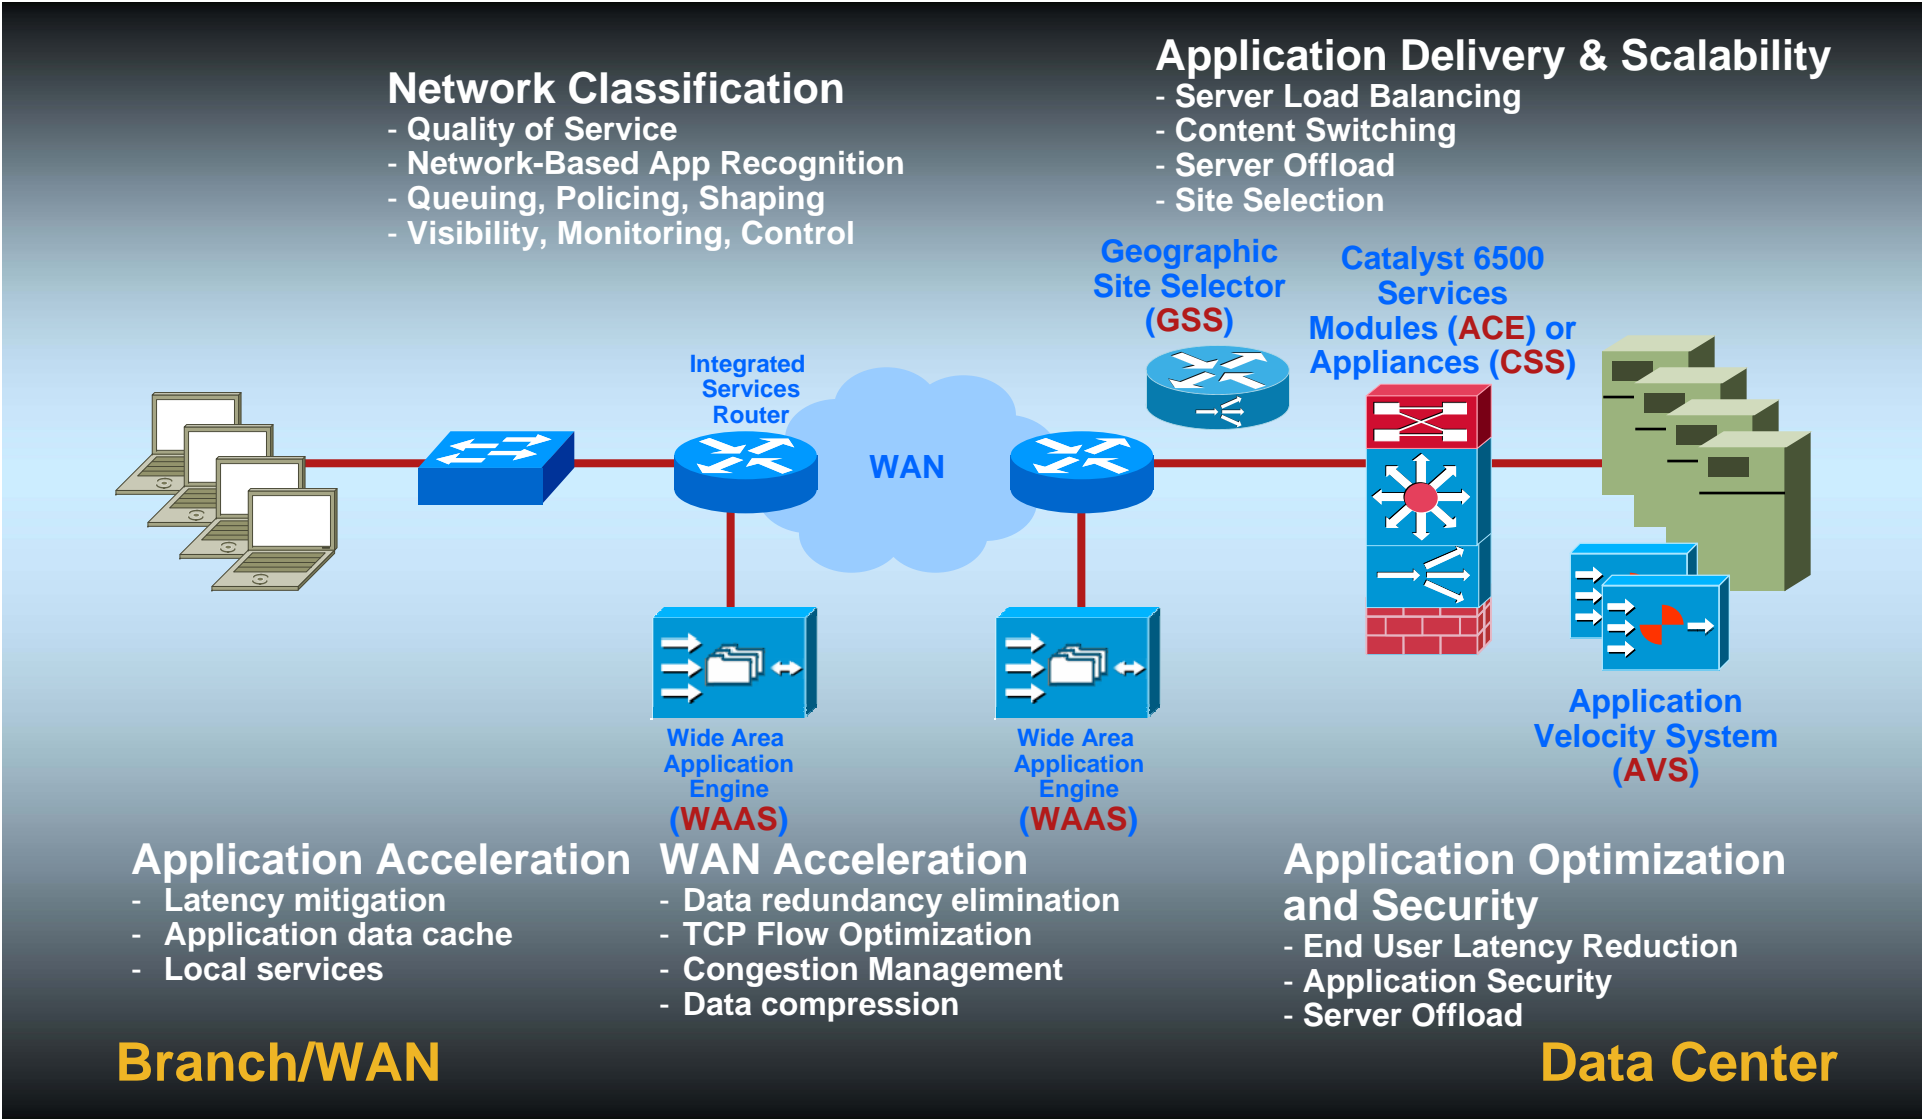 Network Classification
- Quality of Service
- Network-Based App Recognition
- Queuing, Policing, Shaping
- Visibility, Monitoring, Control
Application Delivery & Scalability
- Server Load Balancing
- Content Switching
- Server Offload
- Site Selection
Geographic
Site Selector
(GSS)
Catalyst 6500
Services
Modules (ACE) or
Appliances (CSS)
Integrated
Services
Router
WAN
Wide Area
Application
Engine
(WAAS)
Wide Area
Application
Engine
(WAAS)
Application
Velocity System
(AVS)
Application Acceleration
- Latency mitigation
- Application data cache
- Local services
WAN Acceleration
- Data redundancy elimination
- TCP Flow Optimization
- Congestion Management
- Data compression
Application Optimization
and Security
- End User Latency Reduction
- Application Security
- Server Offload
Branch/WAN
Data Center